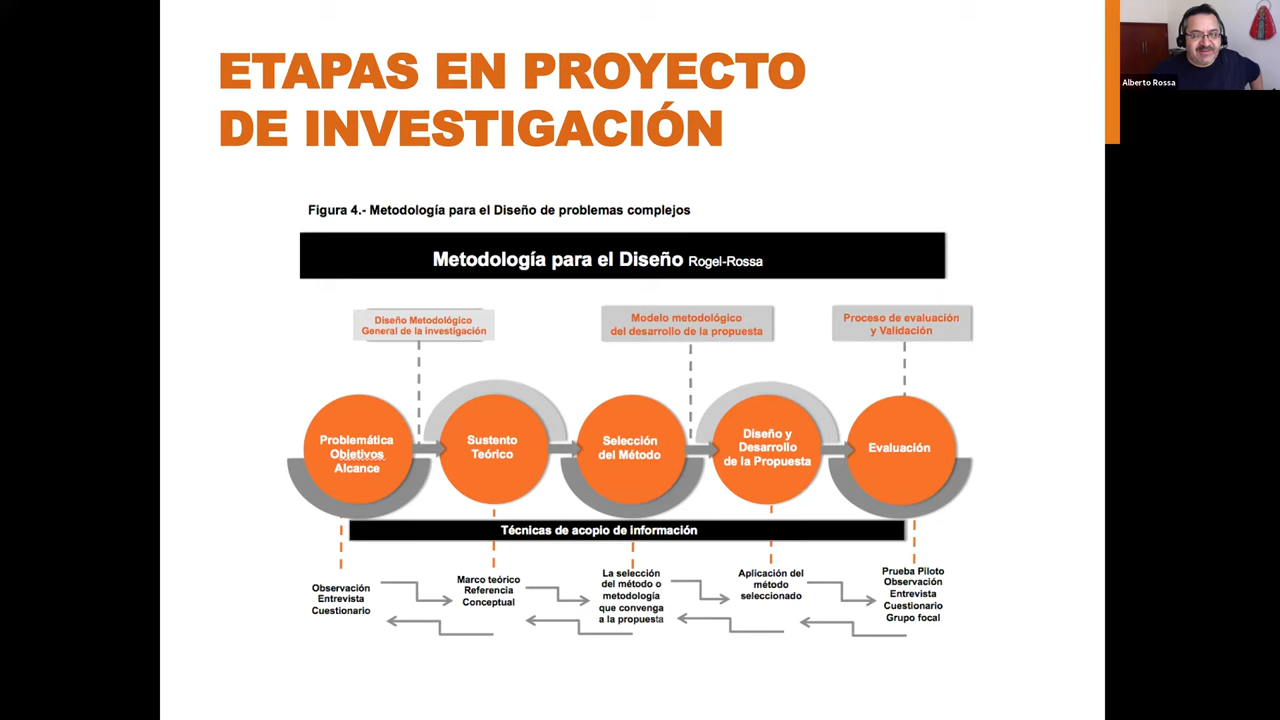 ETAPAS EN PROYECTO
DE INVESTIGACIÓN
Alberto Rossa
Figura 4.- Metodología para el Diseño de problemas complejos
Metodología para el Diseño Rogel-Rossa
Diseño Metodológico
General de la investigación
Modelo metodológico
del desarrollo de la propuesta
Proceso de evaluación
y Validación
Problemática
Objetivos
Alcance
Sustento
Teórico
Selección
del Método
Diseño y
Desarrollo
de la Propuesta
Evaluación
Técnicas de acopio de información
Observación
Entrevista
Cuestionario
Marco teórico
Referencia
Conceptual
La selección
del método o
metodología
que convenga
a la propuesta
Aplicación del
método
seleccionado
Prueba Piloto
Observación
Entrevista
Cuestionario
Grupo focal